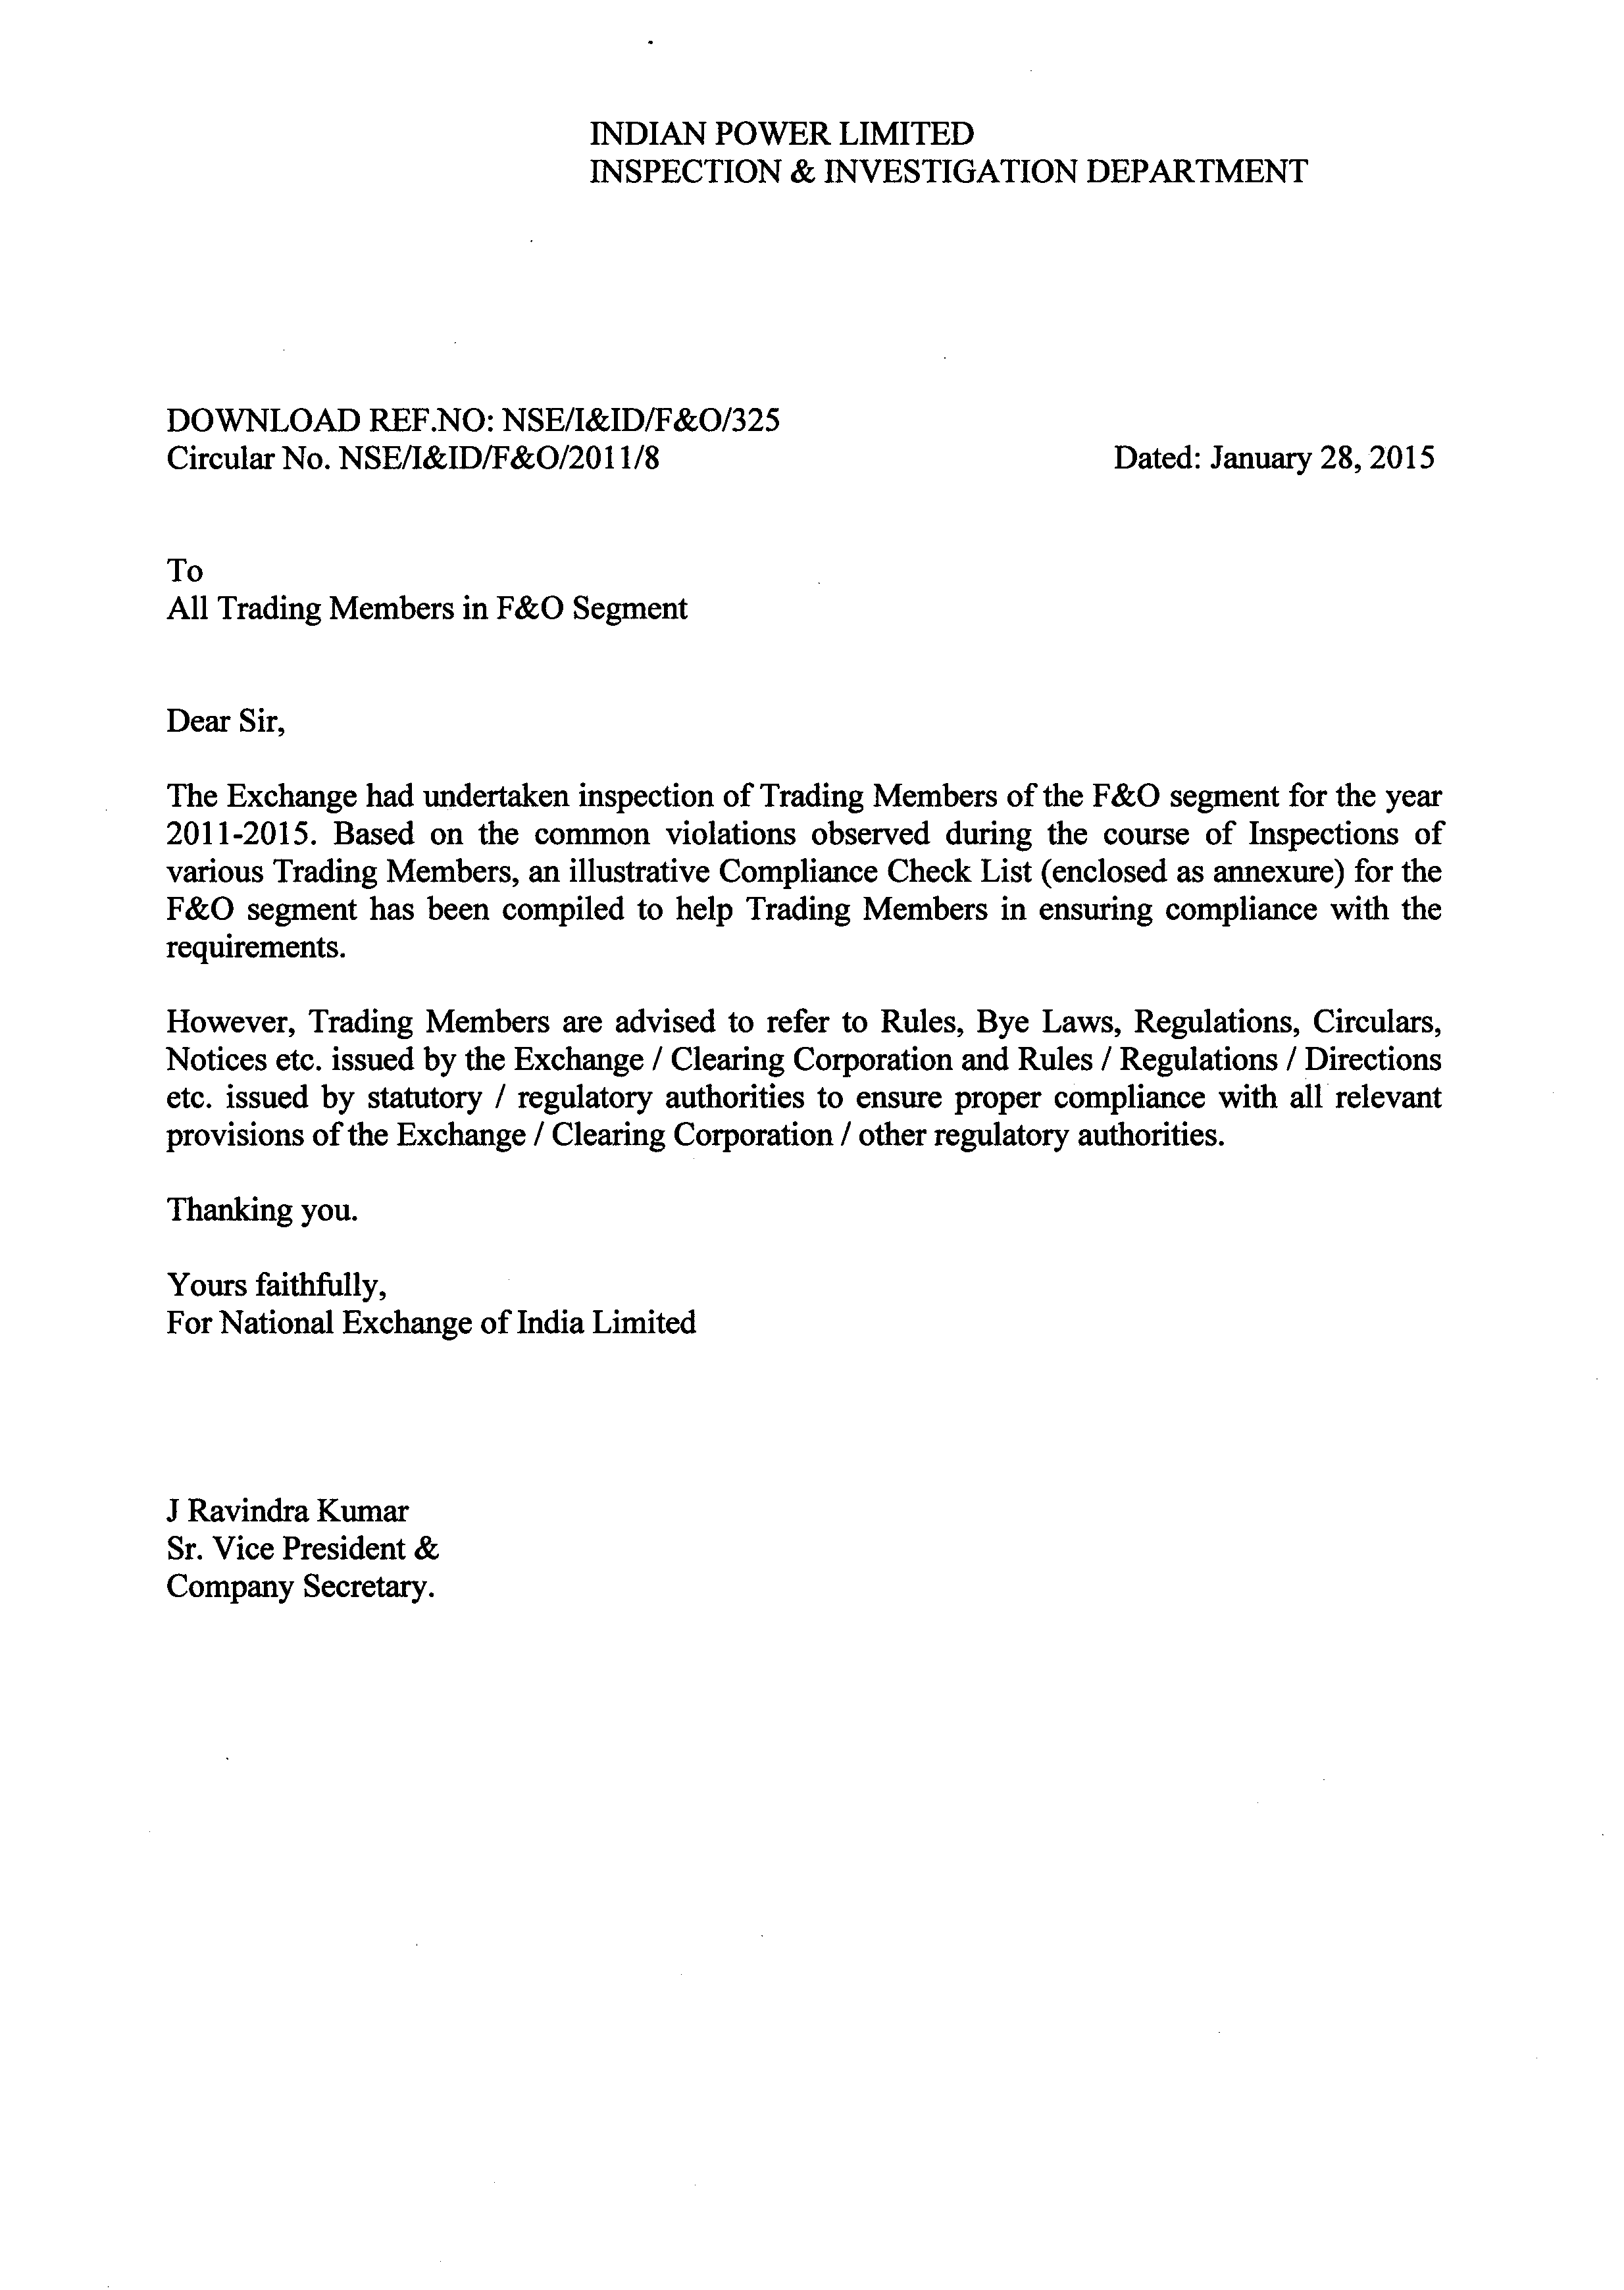 INDIAN POWER LIMITED
INSPECTION & INVESTIGATION DEPARTMENT
DOWNLOAD REF.NO: NSE/I&ID/F&O/325
Circular No. NSE/I&ID/F&O/2011/8 Dated: January 28, 2015
To
All Trading Members in F&O Segment
Dear Sir,
The Exchange had undertaken inspection of Trading Members of the F&O segment for the year
2011-2015. Based on the common violations observed during the course of Inspections of
various Trading Members, an illustrative Compliance Check List (enclosed as annexure) for the
F&O segment has been compiled to help Trading Members in ensuring compliance with the
requirements.
However, Trading Members are advised to refer to Rules, Bye Laws, Regulations, Circulars,
Notices etc. issued by the Exchange / Clearing Corporation and Rules / Regulations / Directions
etc. issued by statutory / regulatory authorities to ensure proper compliance with all relevant
provisions of the Exchange / Clearing Corporation / other regulatory authorities.
Thanking you.
Yours faithfully,
For National Exchange of India Limited
J Ravindra Kumar
Sr. Vice President &
Company Secretary.